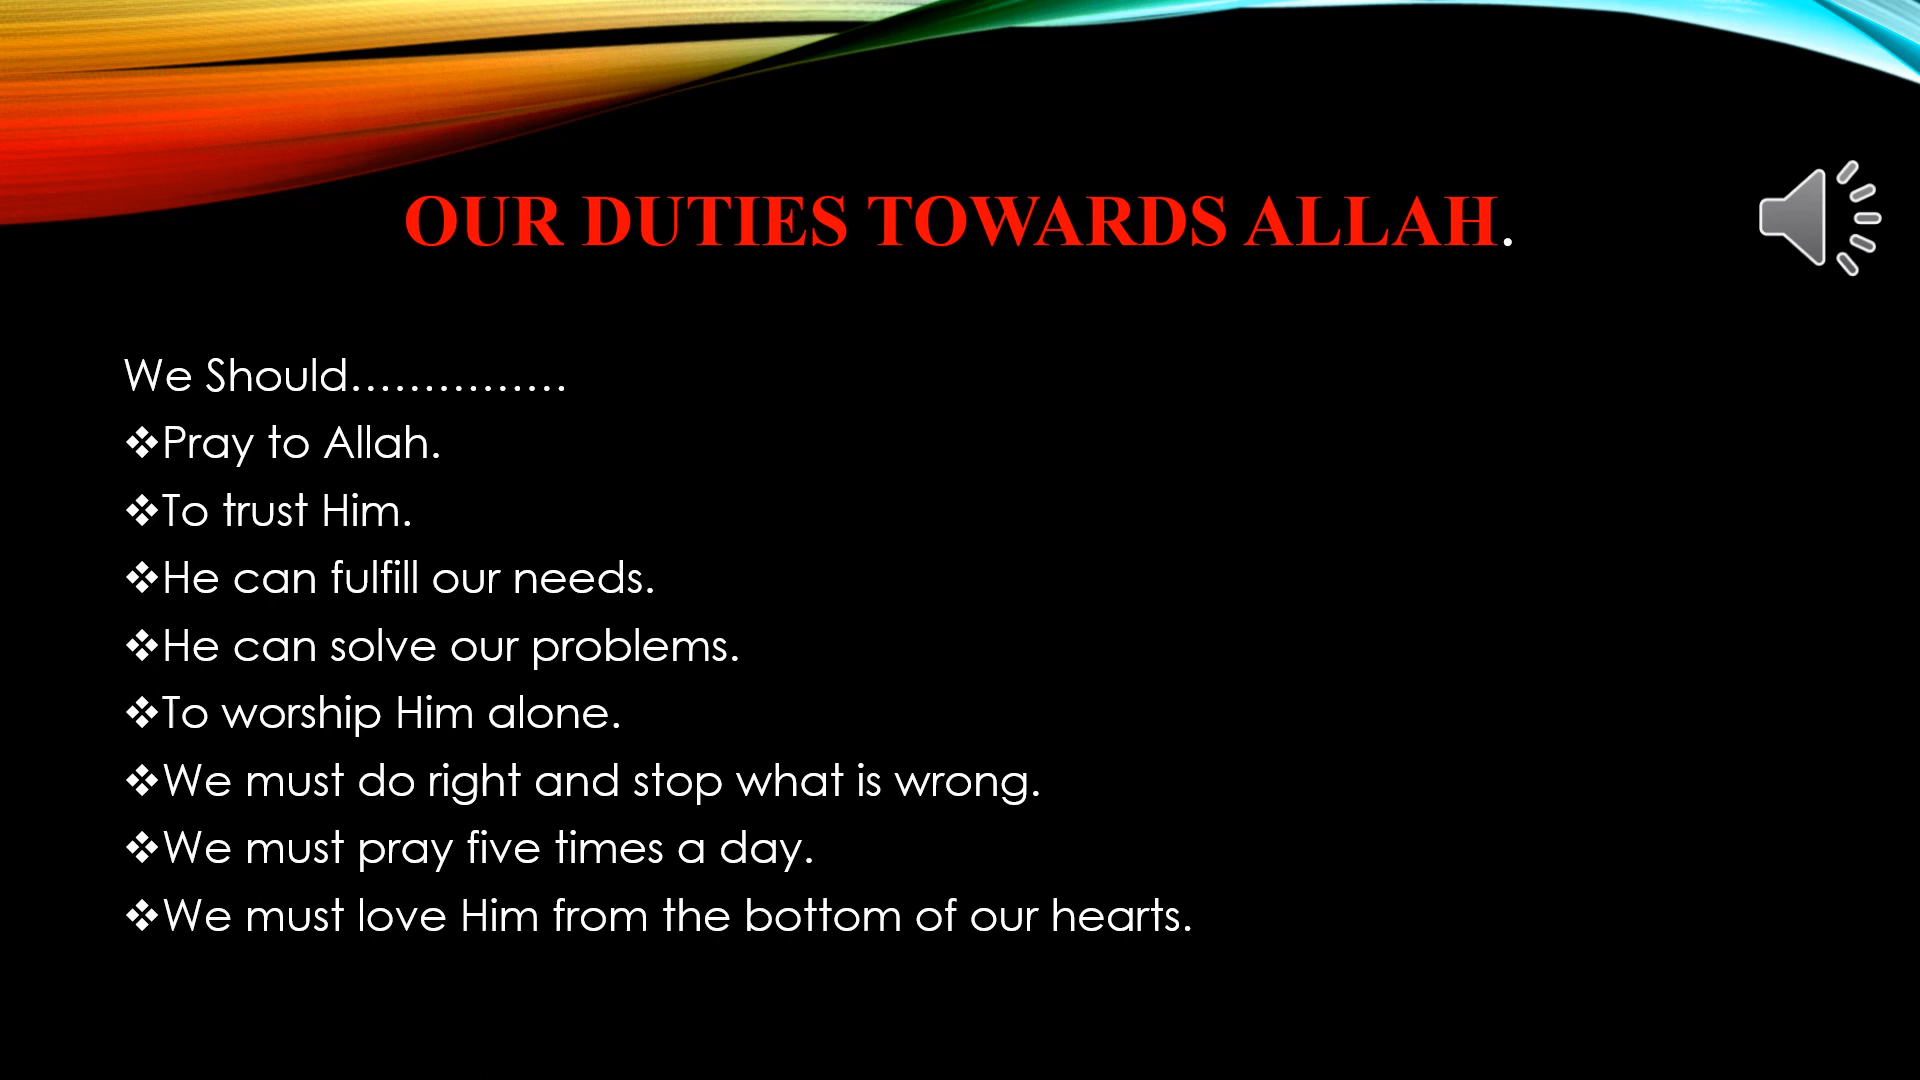 OUR DUTIES TOWARDS ALLAH.
We Should……………
❖Pray to Allah.
❖To trust Him.
❖He can fulfill our needs.
❖He can solve our problems.
❖To worship Him alone.
❖We must do right and stop what is wrong.
❖We must pray five times a day.
❖We must love Him from the bottom of our hearts.